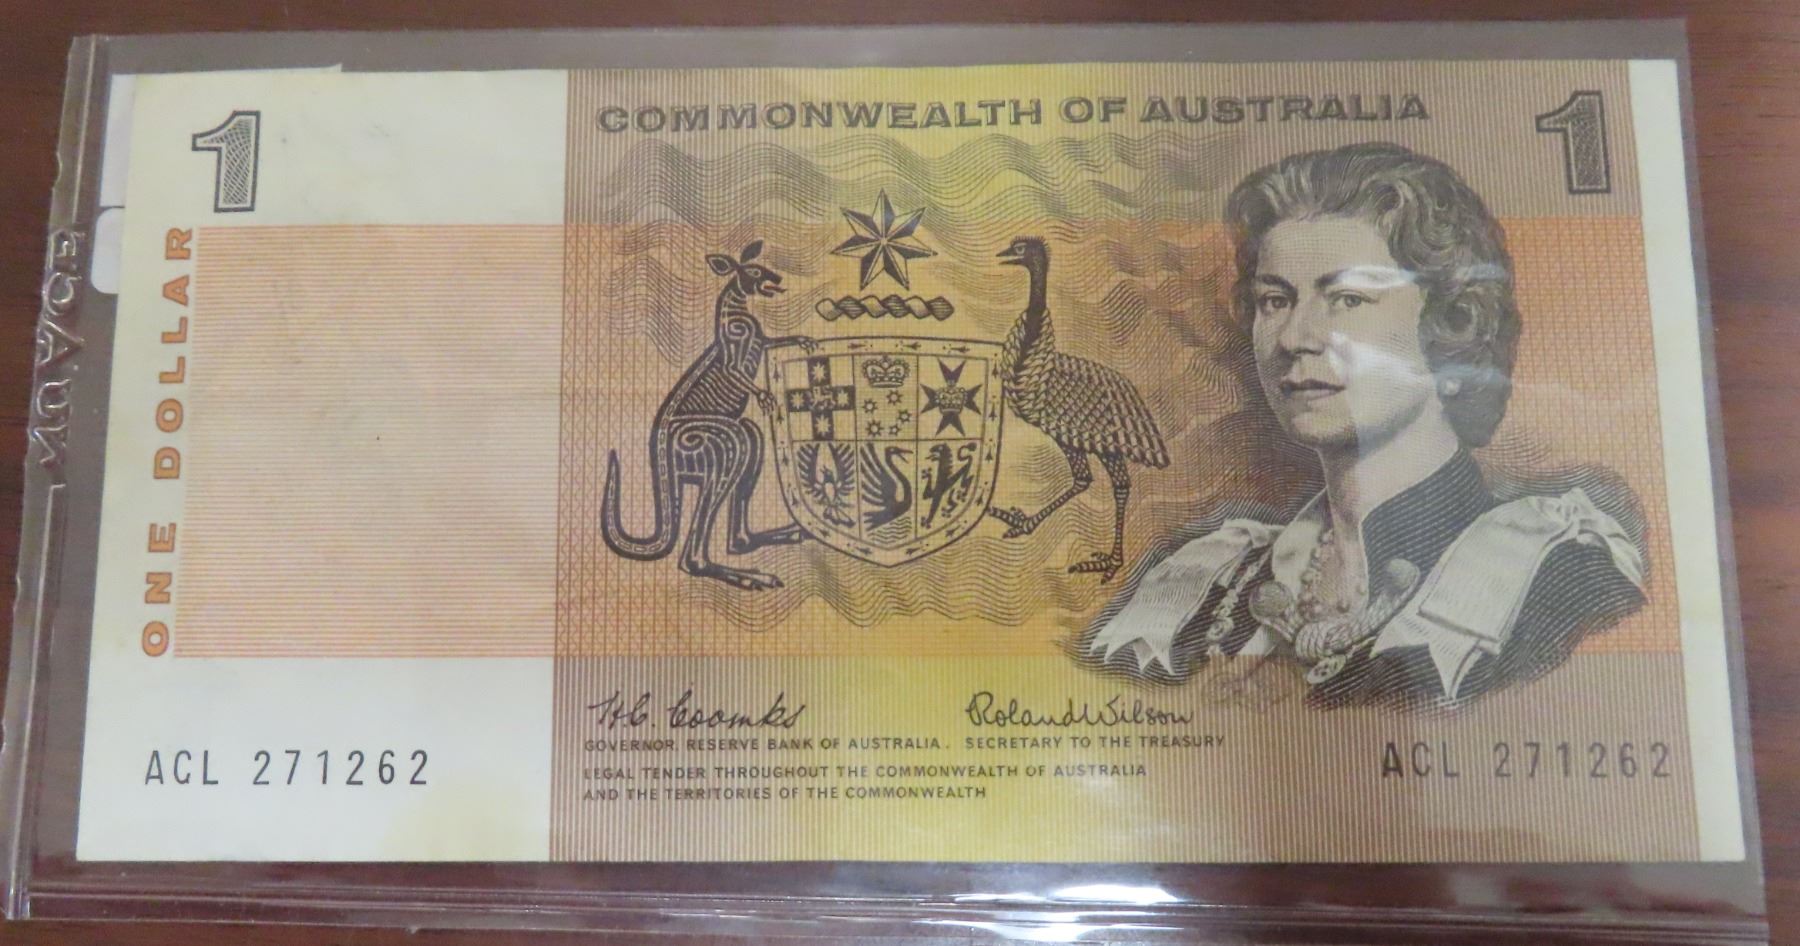 1
COMMONWEALTH OF AUSTRALIA
1
ONE DOLLAR
H.C. Coombs
Roland Wilson
GOVERNOR, RESERVE BANK OF AUSTRALIA.
SECRETARY TO THE TREASURY
LEGAL TENDER THROUGHOUT THE COMMONWEALTH OF AUSTRALIA
AND THE TERRITORIES OF THE COMMONWEALTH
ACL 271262
ACL 271262